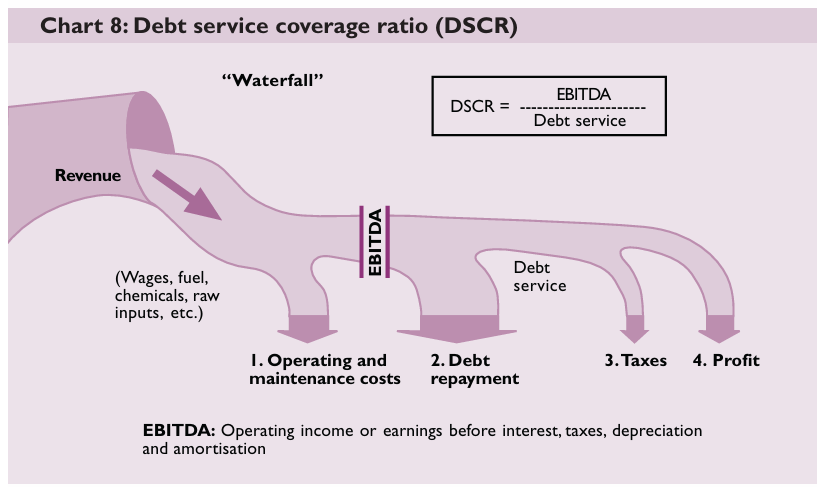 Chart 8: Debt service coverage ratio (DSCR)
“Waterfall”
DSCR =
EBITDA
-----------------------
Debt service
Revenue
EBITDA
(Wages, fuel,
chemicals, raw
inputs, etc.)
Debt
service
1. Operating and
maintenance costs
2. Debt
repayment
3. Taxes
4. Profit
EBITDA: Operating income or earnings before interest, taxes, depreciation
and amortisation